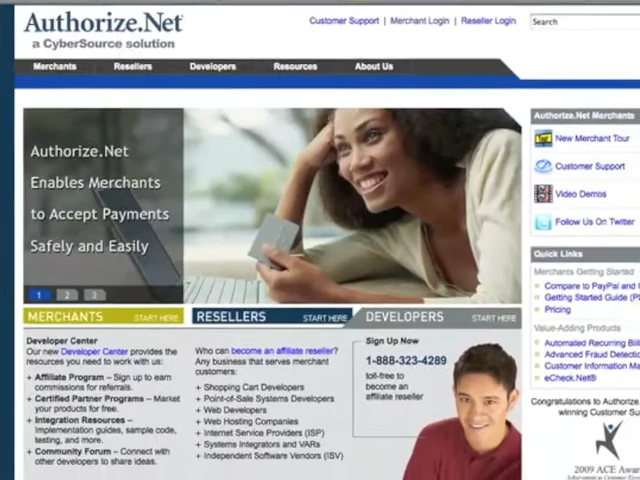 Authorize.Net
a CyberSource solution
Customer Support | Merchant Login | Reseller Login
Search
Merchants Resellers Developers Resources About Us
Authorize.Net
Enables Merchants
to Accept Payments
Safely and Easily
1 2 3
Authorize.Net Merchants
New Merchant Tour
Customer Support
Video Demos
Follow Us On Twitter
Quick Links
Merchants Getting Started
Compare to PayPal and
Getting Started Guide
Pricing
Value-Adding Products
Automated Recurring
Advanced Fraud
Customer Information
eCheck.Net®
Congratulations to
winning Customer
2009 ACE
MERCHANTS START HERE
RESELLERS START HERE
DEVELOPERS START HERE
Developer Center
Our new Developer Center provides the
resources you need to work with us:
+ Affiliate Program – Sign up to earn
commissions for referrals.
+ Certified Partner Programs – Market
your products for free.
+ Integration Resources –
Implementation guides, sample code,
testing, and more.
+ Community Forum – Connect with
other developers to share ideas.
Who can become an affiliate reseller?
Any business that serves merchant
customers:
+ Shopping Cart Developers
+ Point-of-Sale Systems Developers
+ Web Developers
+ Web Hosting Companies
+ Internet Service Providers (ISP)
+ Systems Integrators and VARs
+ Independent Software Vendors (ISV)
Sign Up Now
1-888-323-4289
toll-free to
become an
affiliate reseller